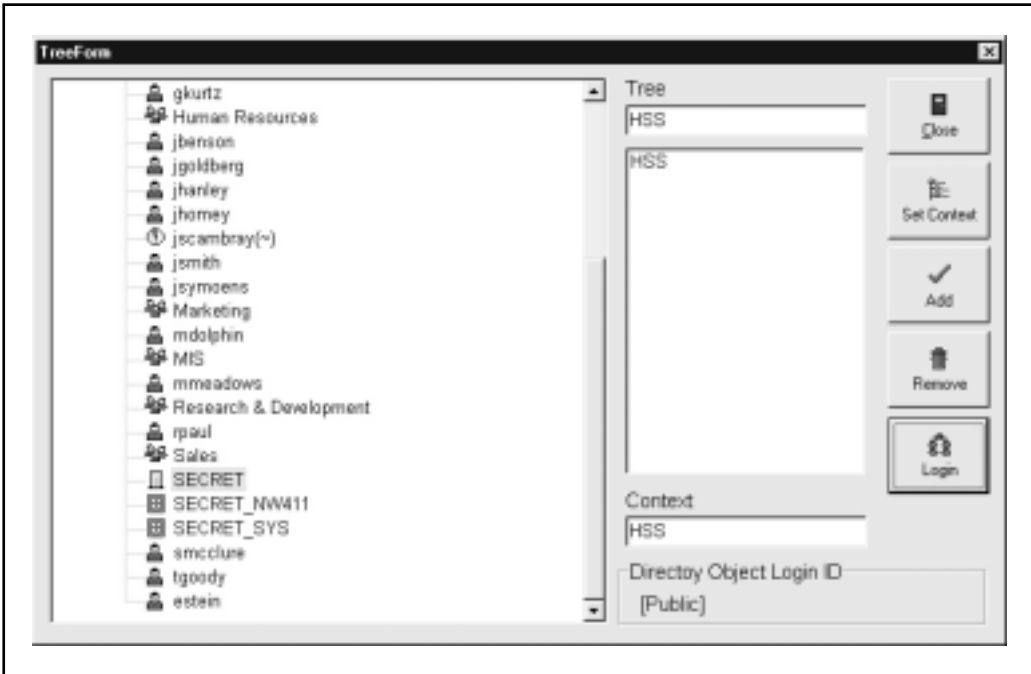 TreeForm
gkurtz
Human Resources
jbenson
jgoldberg
jhanley
jhomey
jscambray(~)
jsmith
jsymoens
Marketing
mdolphin
MIS
mmeadows
Research & Development
rpaul
Sales
SECRET
SECRET_NW411
SECRET_SYS
smcclure
tgoody
estein
Tree
HSS
HSS
Context
HSS
Directoy Object Login ID
[Public]
Close
Set Context
Add
Remove
Login